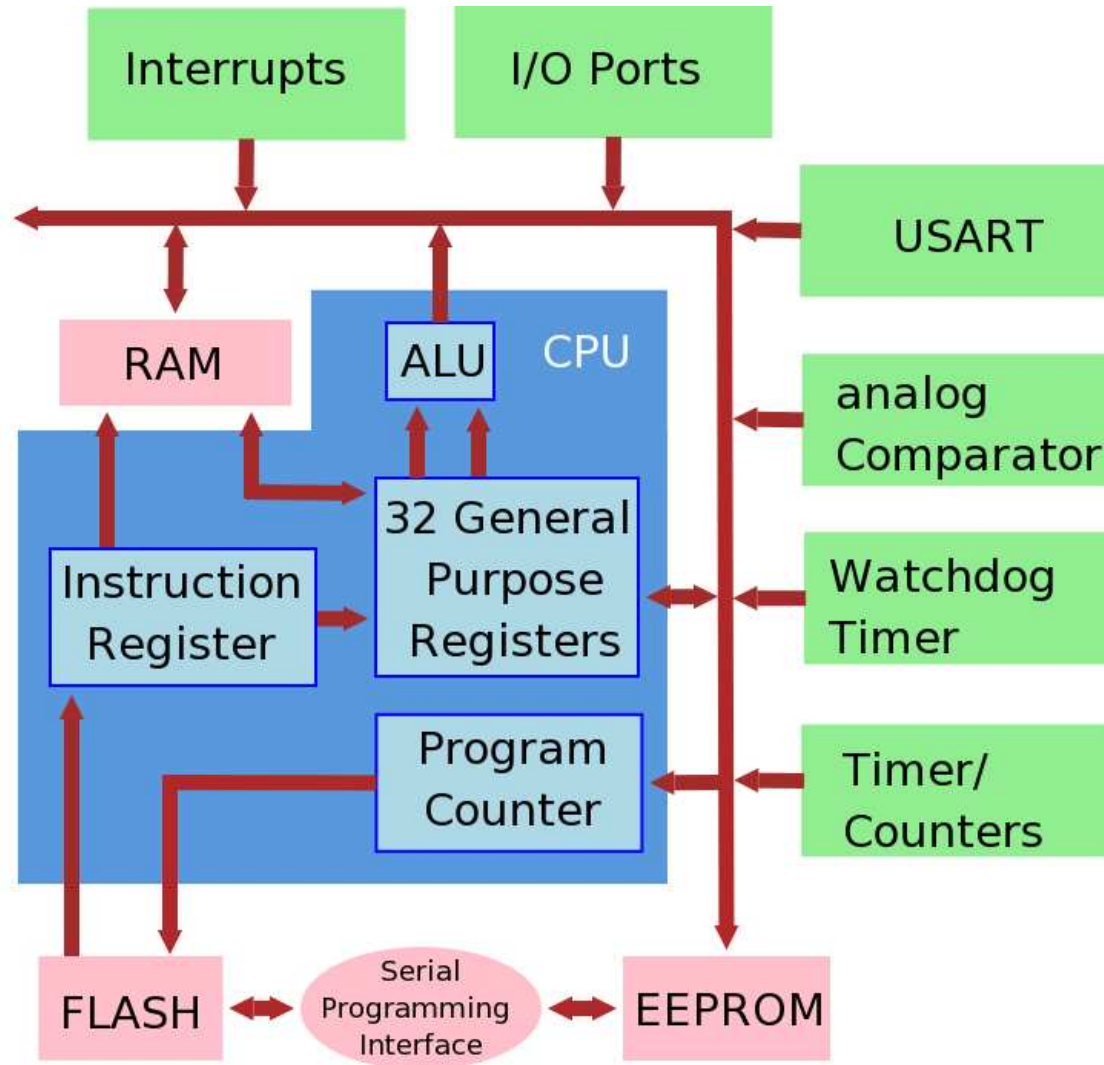 Interrupts
I/O Ports
USART
RAM
ALU
CPU
analog
Comparator
32 General
Purpose
Registers
Instruction
Register
Watchdog
Timer
Program
Counter
Timer/
Counters
FLASH
Serial
Programming
Interface
EEPROM